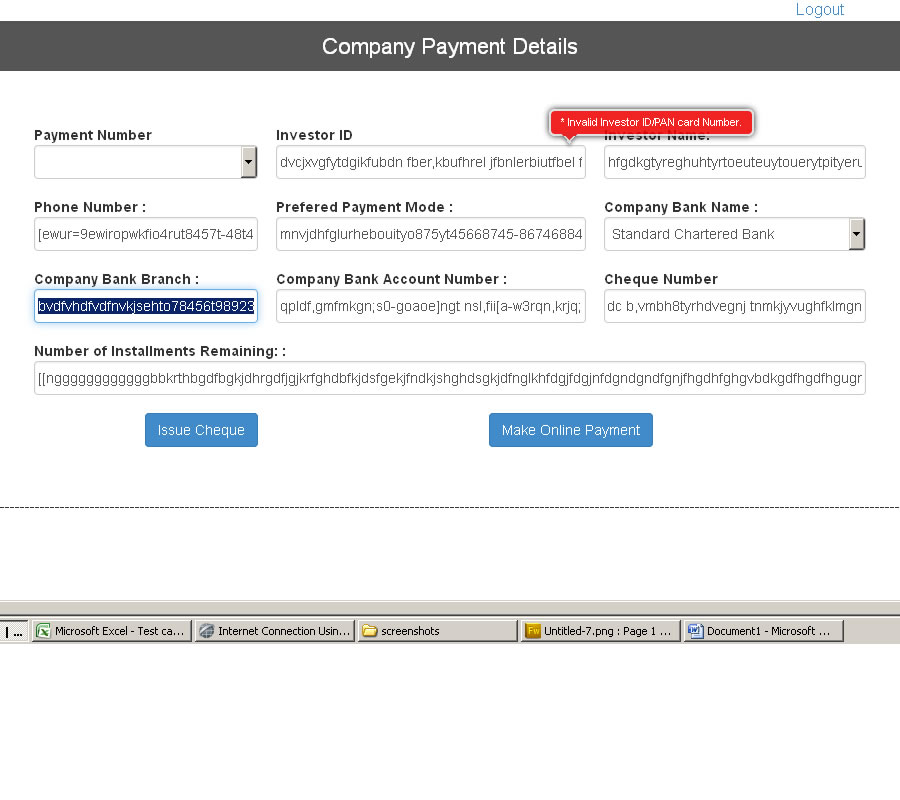 Logout
Company Payment Details
* Invalid Investor ID/PAN card Number.
Payment Number
Investor ID
Investor Name:
dvcjxvgfytdgikfubdn fber,kbufhrel jfbnlerbiutfbel f
hfgdkgtyreghuhtyrtoeuteuytouerytpityeru
Phone Number :
Prefered Payment Mode :
Company Bank Name :
[ewur=9ewiropwkfio4rut8457t-48t4
mnvjdhfglurhebouityo875yt45668745-86746884
Standard Chartered Bank
Company Bank Branch :
Company Bank Account Number :
Cheque Number
bvdfvhdfvdfnvkjsehto78456t98923
qpldf,gmfmkgn;s0-goaoe]ngt nsl,fii[a-w3rqn,krjq;
dc b,vmbh8tyrhdvegnj tnmkjyvughfklmgn
Number of Installments Remaining: :
[[nggggggggggggbbkrthbgdfbgkjdhrgdfjgjkrfghdbfkjdsfgekjfndkjshghdsgkjdfnglkhfdgjfdgjnfdgndgndfgnjfhgdhfghgvbdkgdfhgdfhgugr
Issue Cheque
Make Online Payment
| ...
Microsoft Excel - Test ca...
Internet Connection Usin...
screenshots
Untitled-7.png : Page 1 ...
Document1 - Microsoft ...